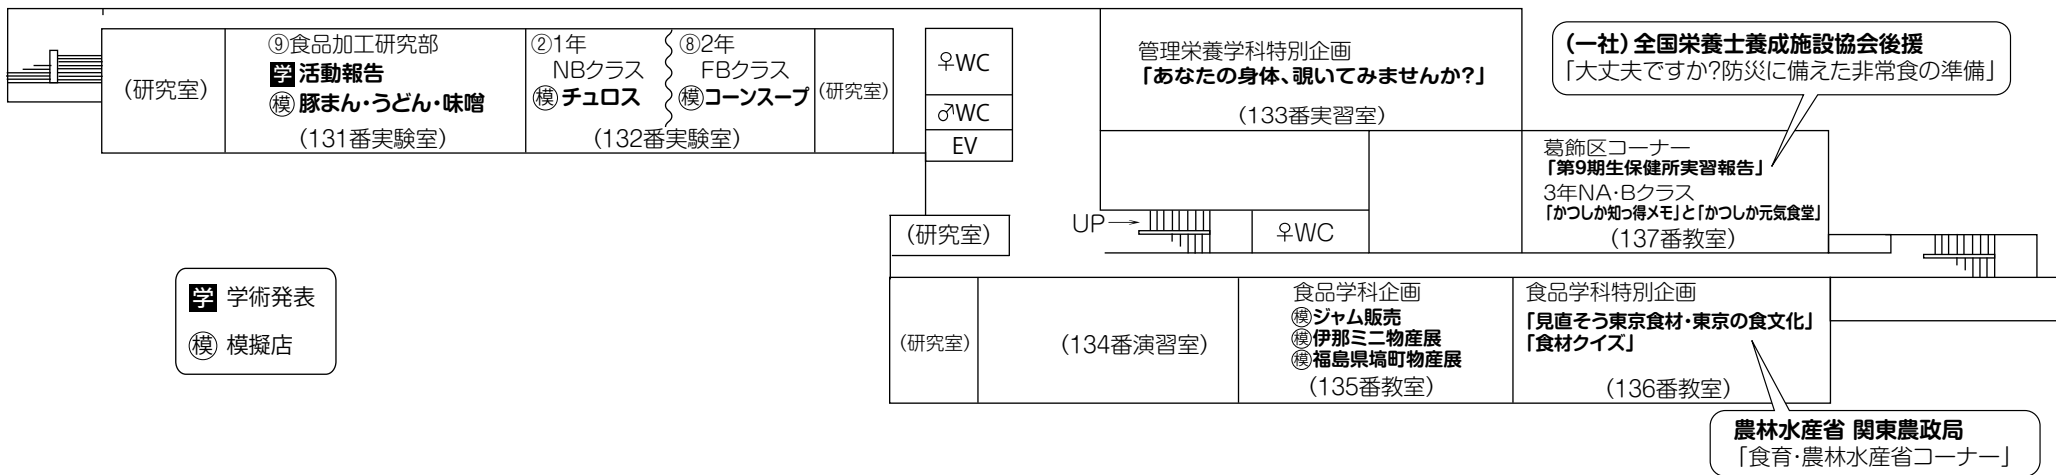 (研究室)
⑨食品加工研究部
学 活動報告
模 豚まん・うどん・味噌
(131番実験室)
②1年
NBクラス
模 チュロス
⑧2年
FBクラス
模 コーンスープ
(132番実験室)
(研究室)
♀WC
♂WC
EV
(研究室)
管理栄養学科特別企画
「あなたの身体、覗いてみませんか?」
(133番実習室)
(一社)全国栄養士養成施設協会後援
「大丈夫ですか?防災に備えた非常食の準備」
葛飾区コーナー
「第9期生保健所実習報告」
3年NA・Bクラス
「かつしか知っ得メモ」と「かつしか元気食堂」
(137番教室)
UP→
♀WC
学 学術発表
模 模擬店
(研究室)
(134番演習室)
食品学科企画
模 ジャム販売
模 伊那ミニ物産展
模 福島県塙町物産展
(135番教室)
食品学科特別企画
「見直そう東京食材・東京の食文化」
「食材クイズ」
(136番教室)
農林水産省 関東農政局
「食育・農林水産省コーナー」